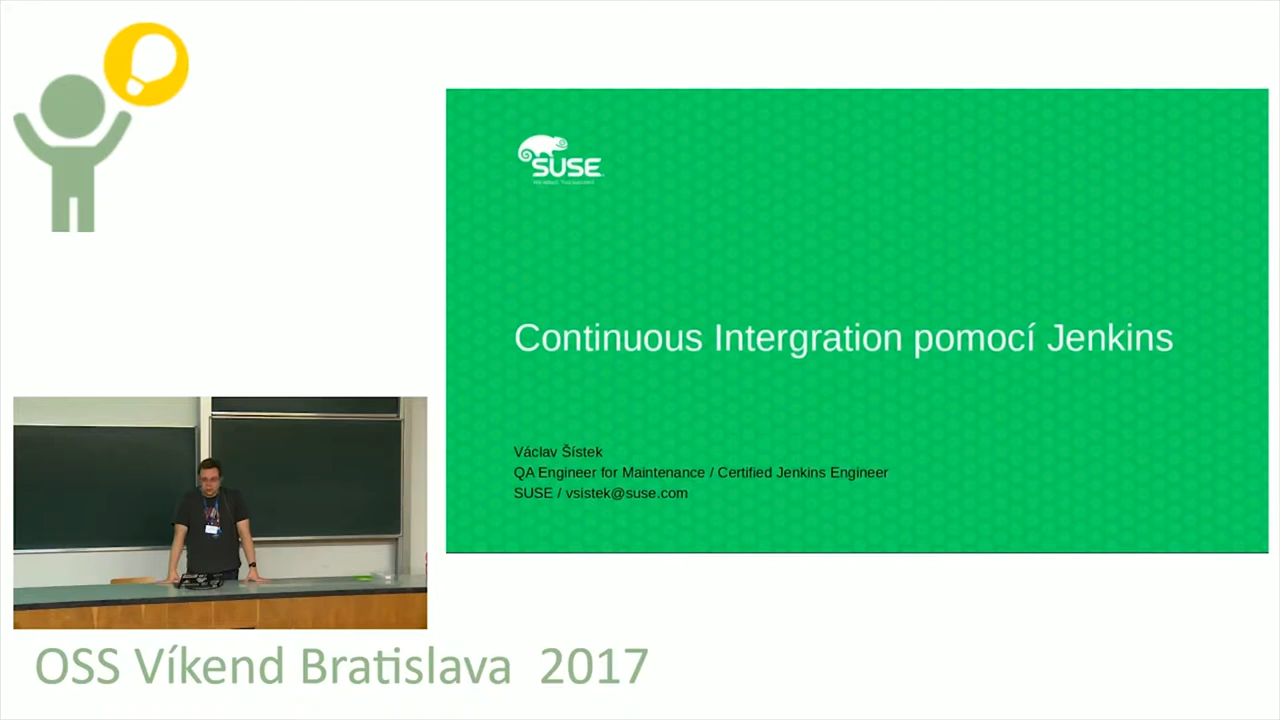 SUSE
Continuous Intergration pomocí Jenkins
Václav Šístek
QA Engineer for Maintenance / Certified Jenkins Engineer
SUSE / vsistek@suse.com
OSS Víkend Bratislava 2017